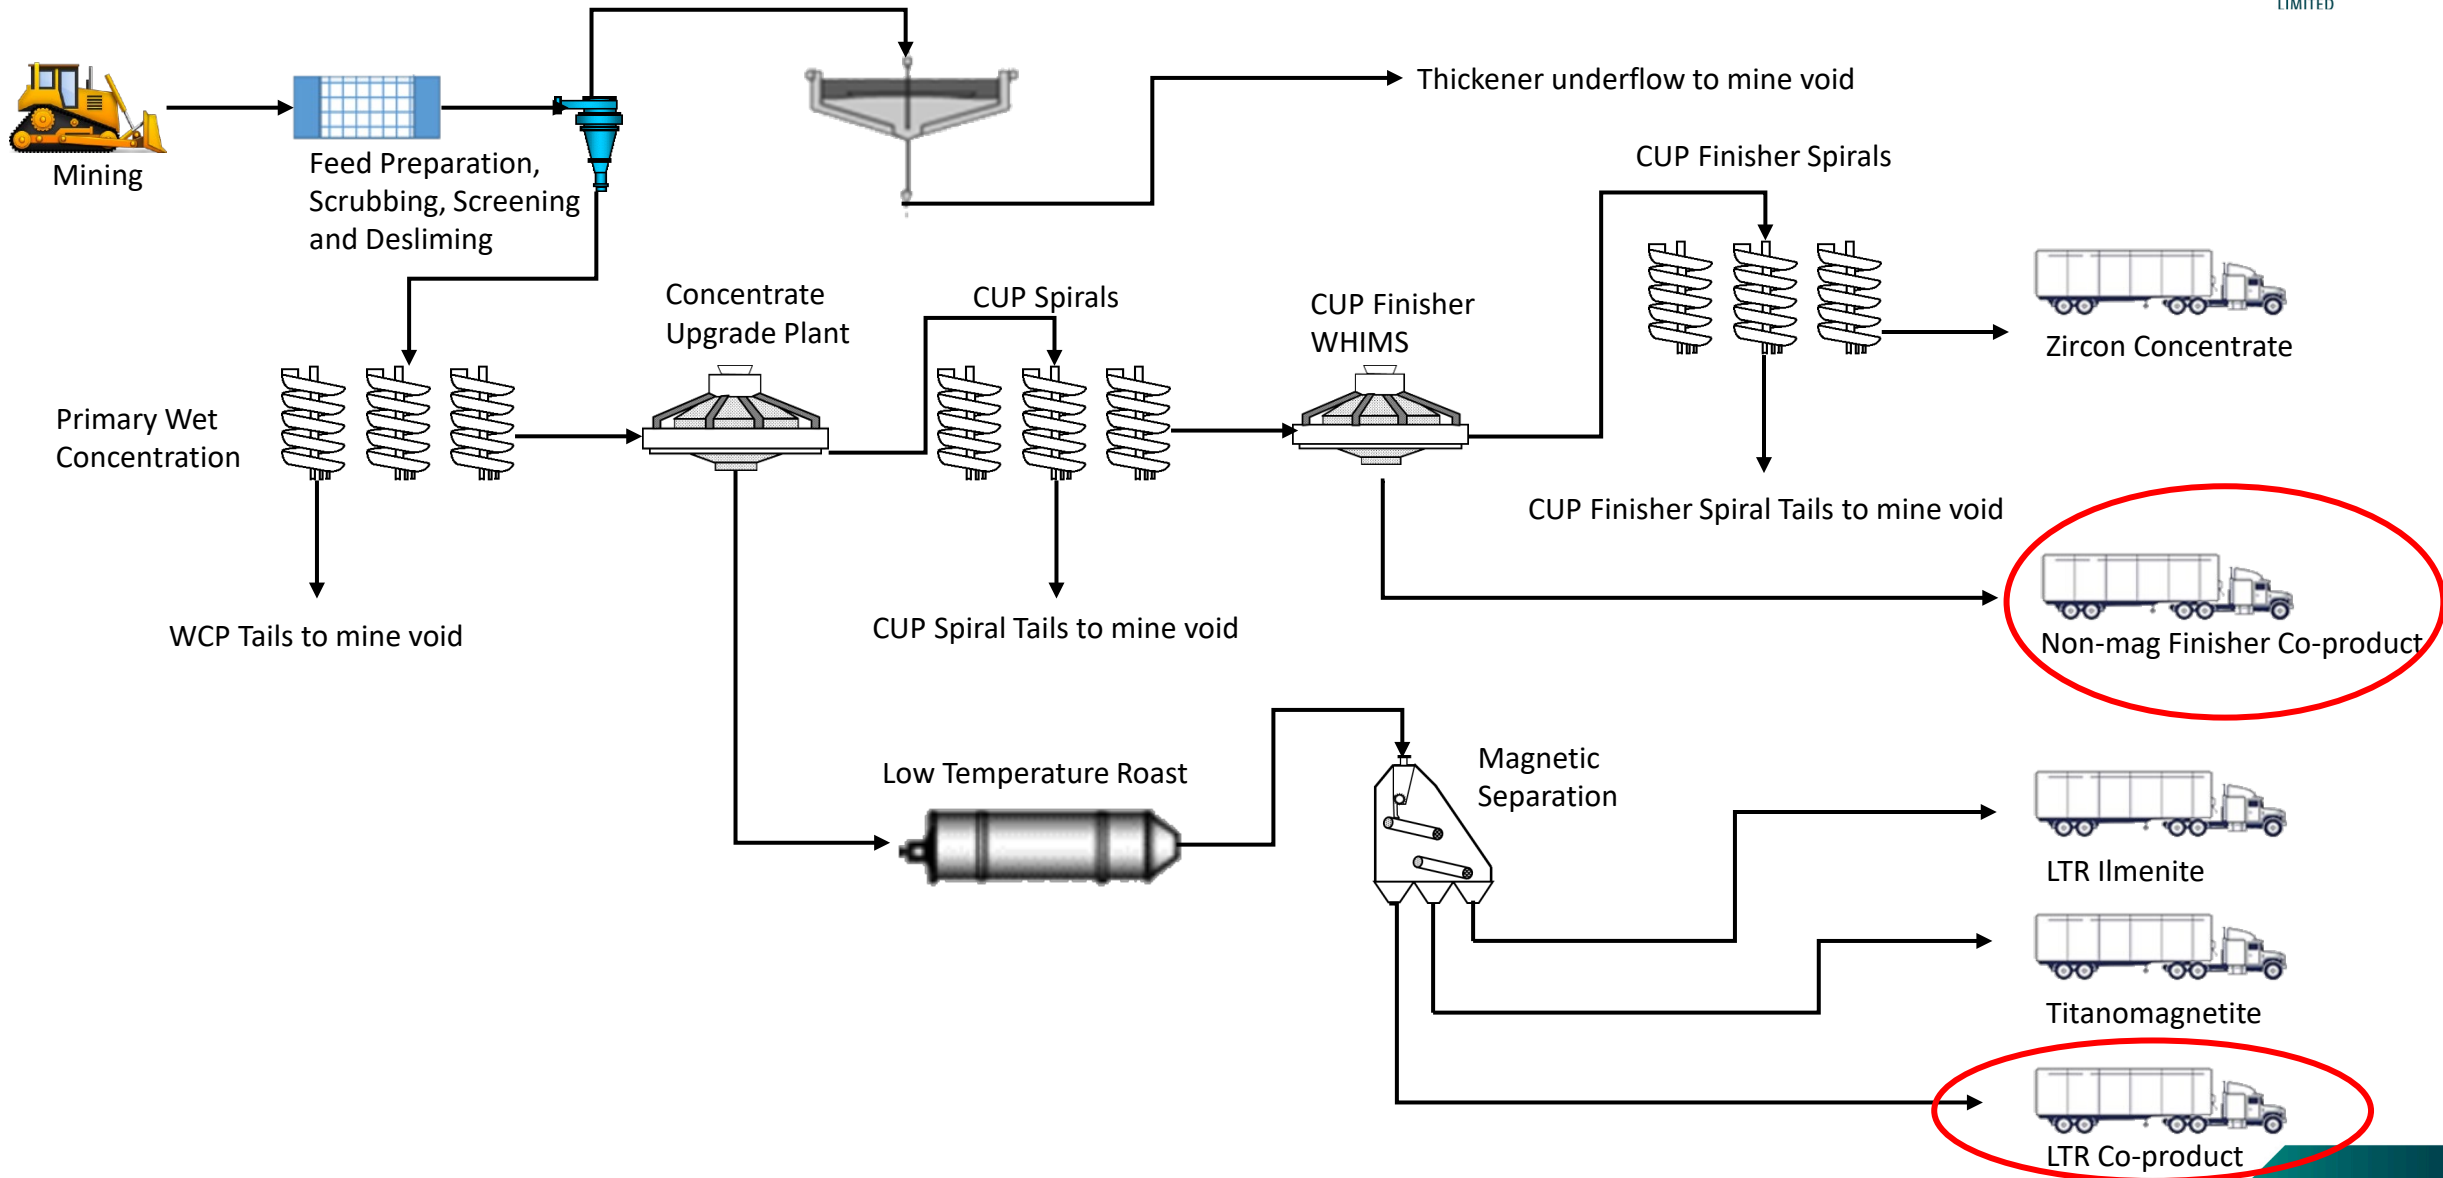 LIMITED
Thickener underflow to mine void
Mining
Feed Preparation,
Scrubbing, Screening
and Desliming
CUP Finisher Spirals
Concentrate
Upgrade Plant
CUP Spirals
CUP Finisher
WHIMS
Zircon Concentrate
Primary Wet
Concentration
CUP Finisher Spiral Tails to mine void
WCP Tails to mine void
CUP Spiral Tails to mine void
Non-mag Finisher Co-product
Low Temperature Roast
Magnetic
Separation
LTR Ilmenite
Titanomagnetite
LTR Co-product